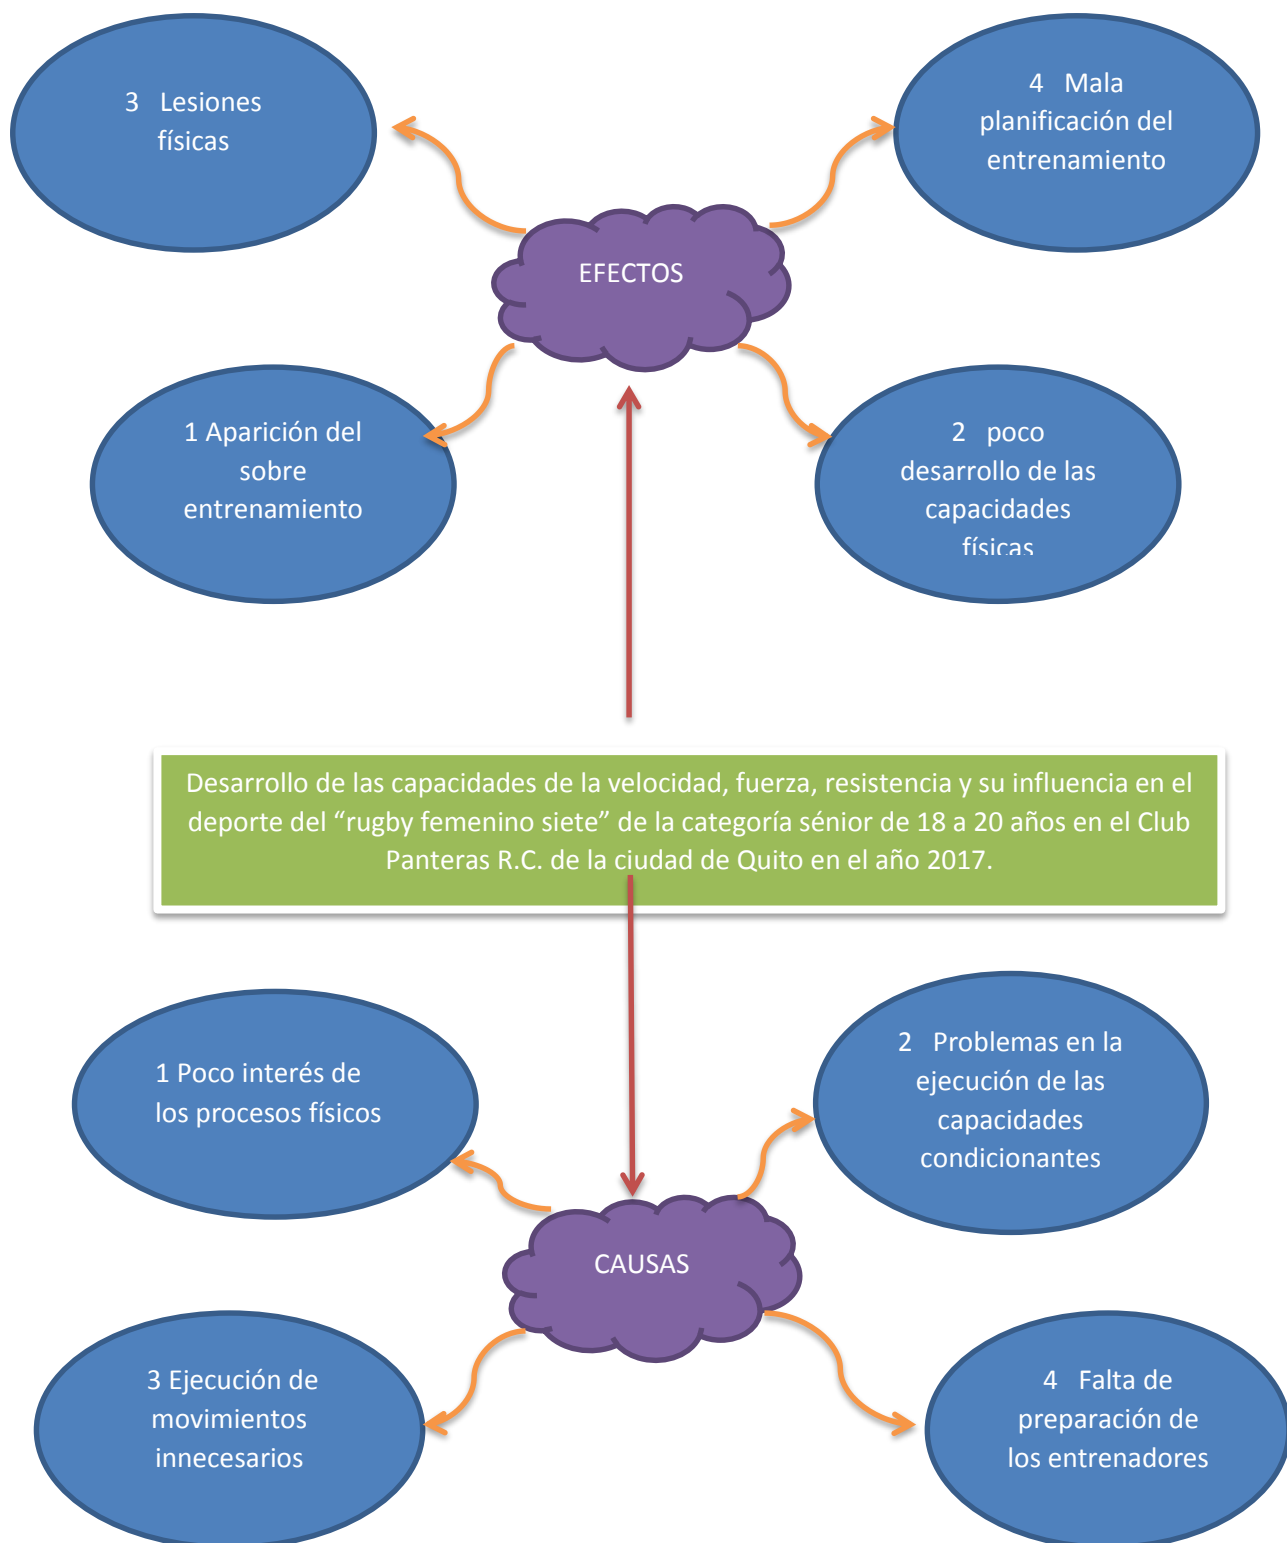 3 Lesiones
físicas
4 Mala
planificación del
entrenamiento
EFECTOS
1 Aparición del
sobre
entrenamiento
2 poco
desarrollo de las
capacidades
físicas
Desarrollo de las capacidades de la velocidad, fuerza, resistencia y su influencia en el
deporte del “rugby femenino siete” de la categoría sénior de 18 a 20 años en el Club
Panteras R.C. de la ciudad de Quito en el año 2017.
1 Poco interés de
los procesos físicos
2 Problemas en la
ejecución de las
capacidades
condicionantes
CAUSAS
3 Ejecución de
movimientos
innecesarios
4 Falta de
preparación de
los entrenadores